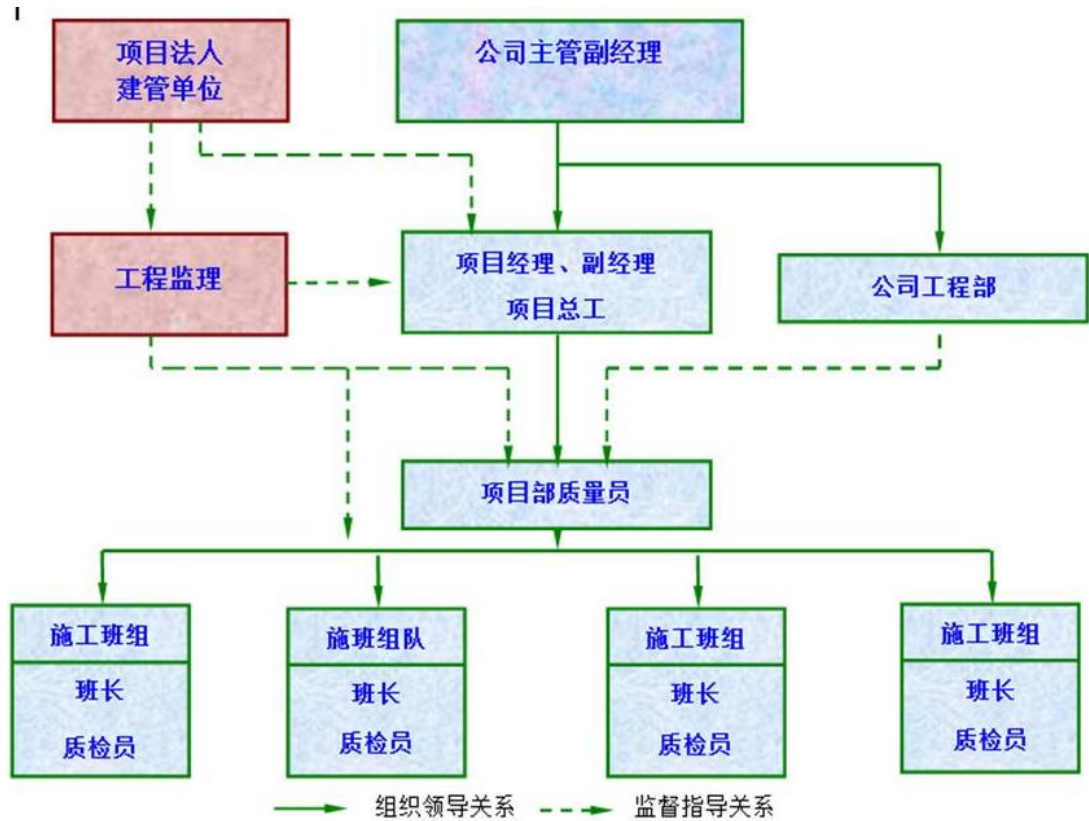 项目法人
建管单位
公司主管副经理
工程监理
项目经理、副经理
项目总工
公司工程部
项目部质量员
施工班组
班长
质检员
施班组队
班长
质检员
施工班组
班长
质检员
施工班组
班长
质检员
组织领导关系
监督指导关系